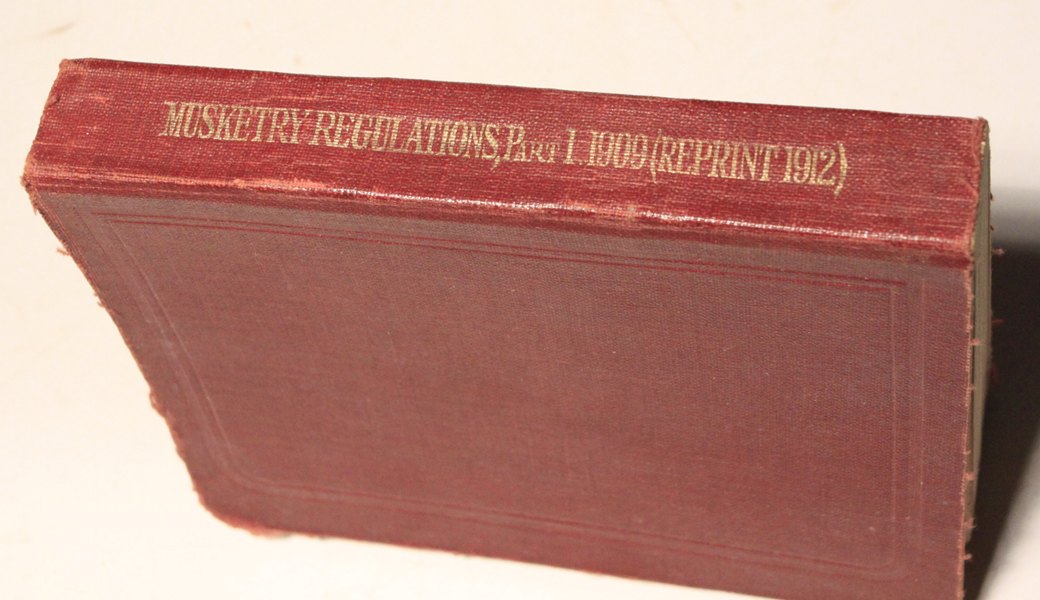 MUSKETRY REGULATIONS, PART I. 1909 (REPRINT 1912)